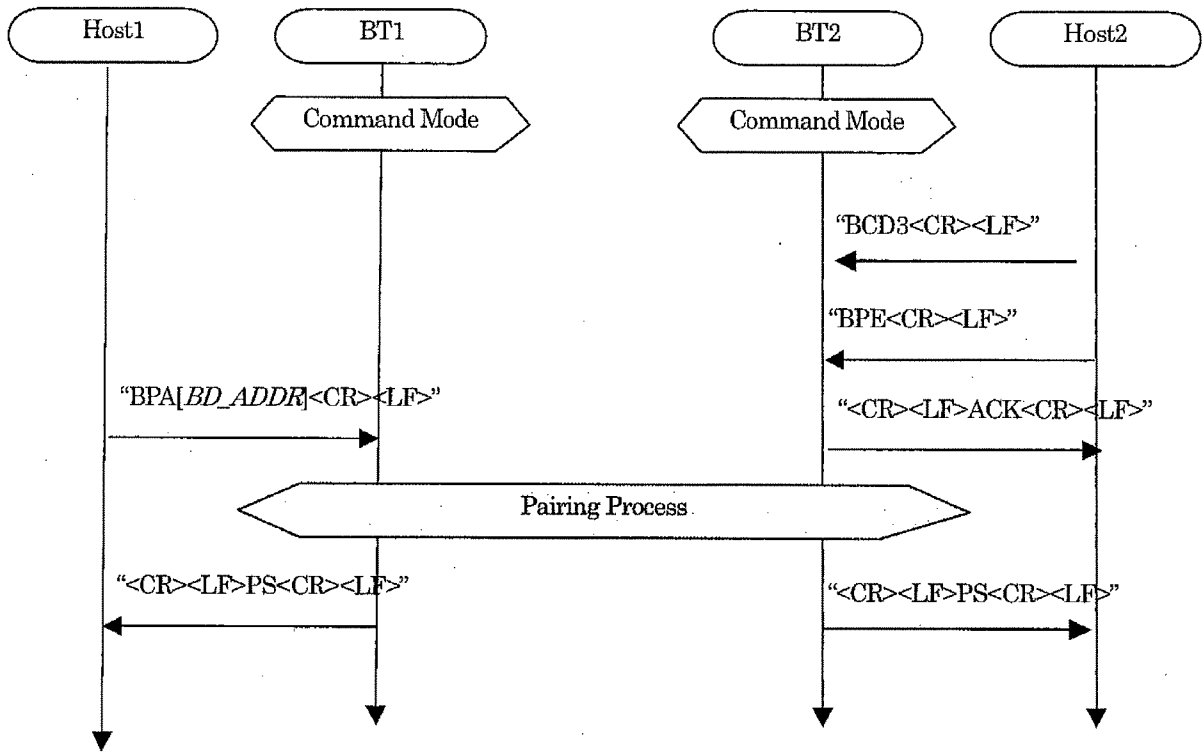 Host1 BT1 BT2 Host2
Command Mode Command Mode
“BCD3<CR><LF>”
“BPE<CR><LF>”
“BPA[BD_ADDR]<CR><LF>”
“<CR><LF>ACK<CR><LF>”
Pairing Process
“<CR><LF>PS<CR><LF>” “<CR><LF>PS<CR><LF>”